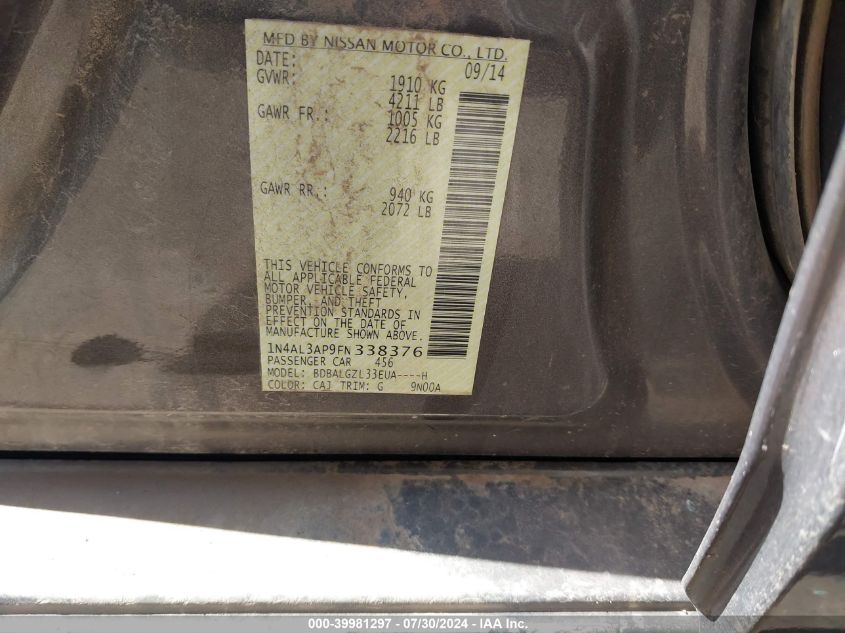 MFD BY NISSAN MOTOR CO., LTD.
DATE: 09/14
GVWR: 1910 KG
4211 LB
GAWR FR.: 1005 KG
2216 LB
GAWR RR.: 940 KG
2072 LB
THIS VEHICLE CONFORMS TO
ALL APPLICABLE FEDERAL
MOTOR VEHICLE SAFETY,
BUMPER, AND THEFT
PREVENTION STANDARDS IN
EFFECT ON THE DATE OF
MANUFACTURE SHOWN ABOVE.
1N4AL3AP9FN338376
PASSENGER CAR 456
MODEL: BDBALGZL33EUA----H
COLOR: CAJ TRIM: G 9N00A
000-39981297 - 07/30/2024 - IAA Inc.